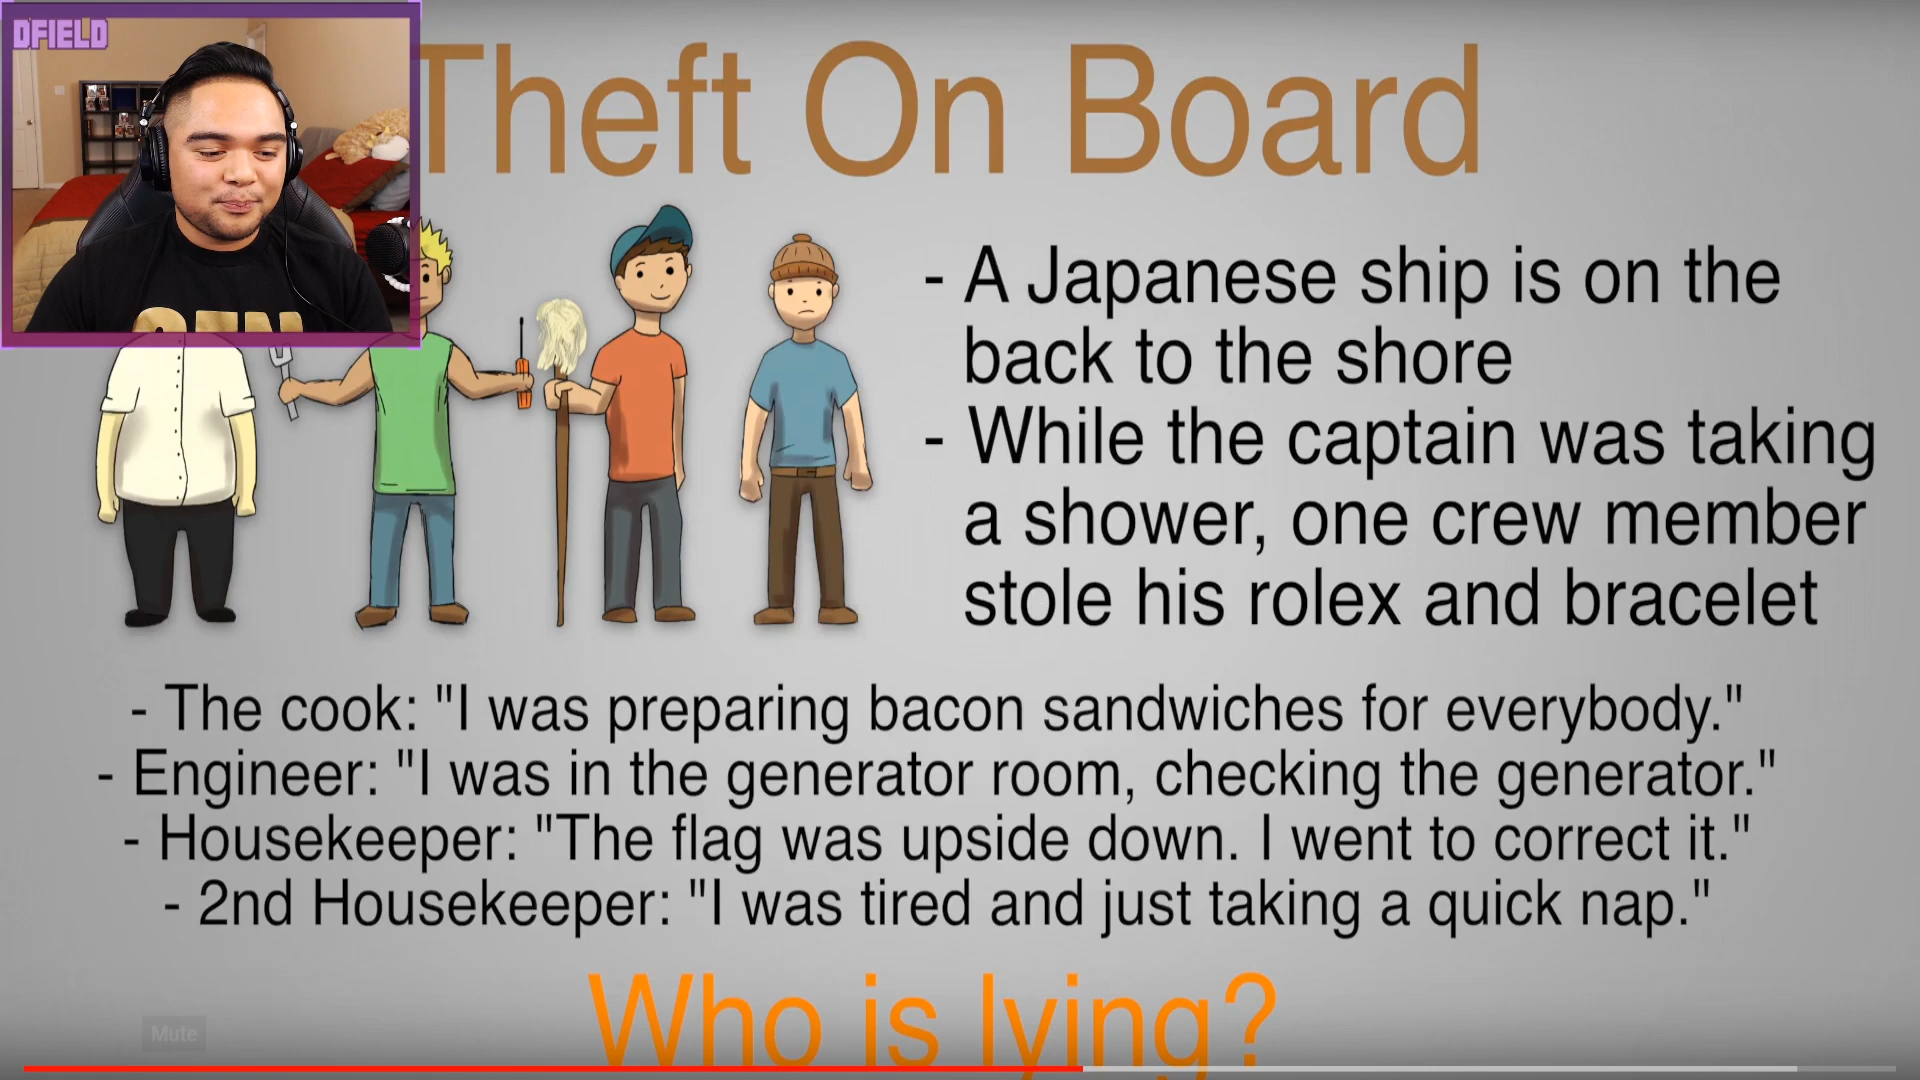 DFIELD
Theft On Board
- A Japanese ship is on the
back to the shore
- While the captain was taking
a shower, one crew member
stole his rolex and bracelet
- The cook: "I was preparing bacon sandwiches for everybody."
- Engineer: "I was in the generator room, checking the generator."
- Housekeeper: "The flag was upside down. I went to correct it."
- 2nd Housekeeper: "I was tired and just taking a quick nap."
Who is lying?
Mute